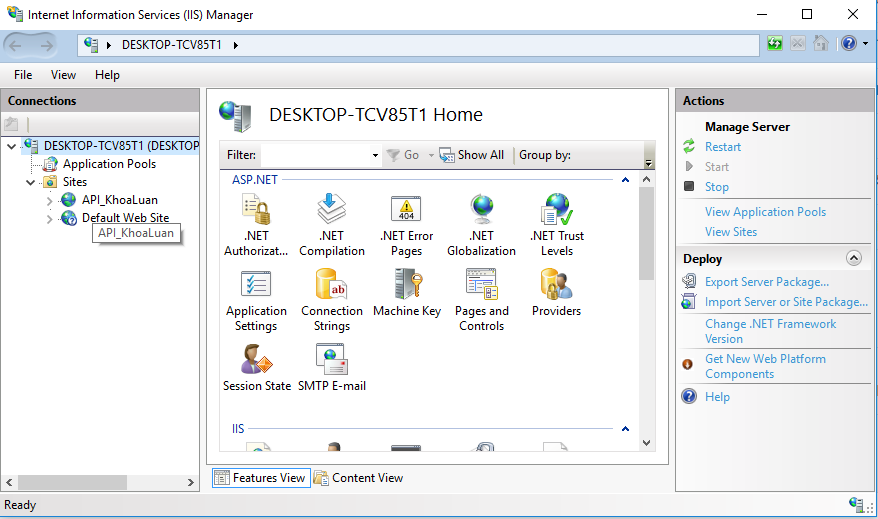 Internet Information Services (IIS) Manager
DESKTOP-TCV85T1
File View Help
Connections
DESKTOP-TCV85T1 (DESKTOP
Application Pools
Sites
API_KhoaLuan
Default Web Site
API_KhoaLuan
DESKTOP-TCV85T1 Home
Filter: Go Show All Group by:
ASP.NET
.NET Authorizat...
.NET Compilation
.NET Error Pages
404
.NET Globalization
.NET Trust Levels
Application Settings
ab
Connection Strings
Machine Key
Pages and Controls
Providers
Session State
SMTP E-mail
IIS
Features View
Content View
Actions
Manage Server
Restart
Start
Stop
View Application Pools
View Sites
Deploy
Export Server Package...
Import Server or Site Package...
Change .NET Framework
Version
Get New Web Platform
Components
Help
Ready